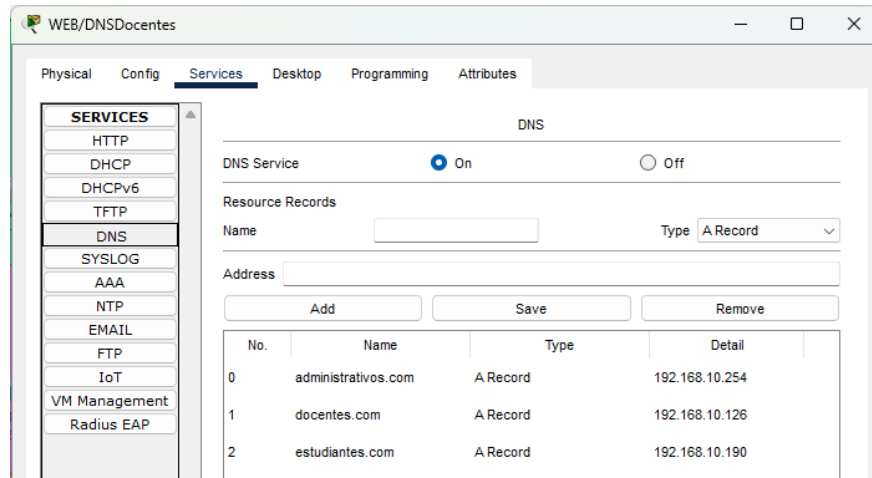 WEB/DNSDocentes
Physical Config Services Desktop Programming Attributes
SERVICES
HTTP
DHCP
DHCPv6
TFTP
DNS
SYSLOG
AAA
NTP
EMAIL
FTP
IoT
VM Management
Radius EAP
DNS
DNS Service On Off
Resource Records
Name Type A Record
Address
Add Save Remove
No. Name Type Detail
0 administrativos.com A Record 192.168.10.254
1 docentes.com A Record 192.168.10.126
2 estudiantes.com A Record 192.168.10.190